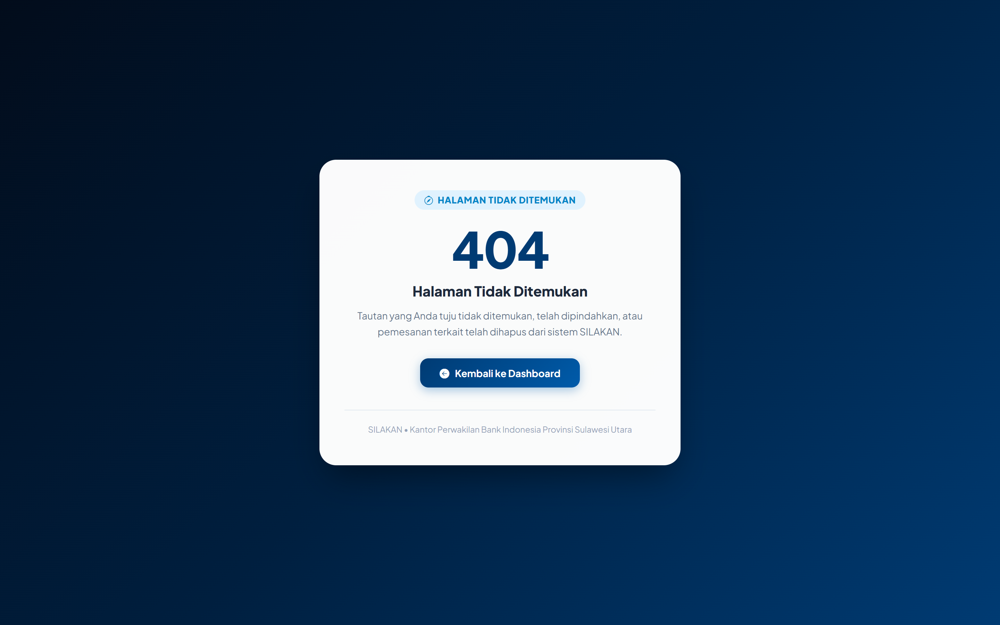 HALAMAN TIDAK DITEMUKAN
404
Halaman Tidak Ditemukan
Tautan yang Anda tuju tidak ditemukan, telah dipindahkan, atau
pemesanan terkait telah dihapus dari sistem SILAKAN.
Kembali ke Dashboard
SILAKAN • Kantor Perwakilan Bank Indonesia Provinsi Sulawesi Utara